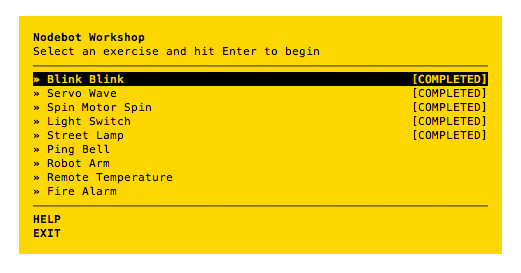 Nodebot Workshop
Select an exercise and hit Enter to begin
» Blink Blink [COMPLETED]
» Servo Wave [COMPLETED]
» Spin Motor Spin [COMPLETED]
» Light Switch [COMPLETED]
» Street Lamp [COMPLETED]
» Ping Bell
» Robot Arm
» Remote Temperature
» Fire Alarm
HELP
EXIT